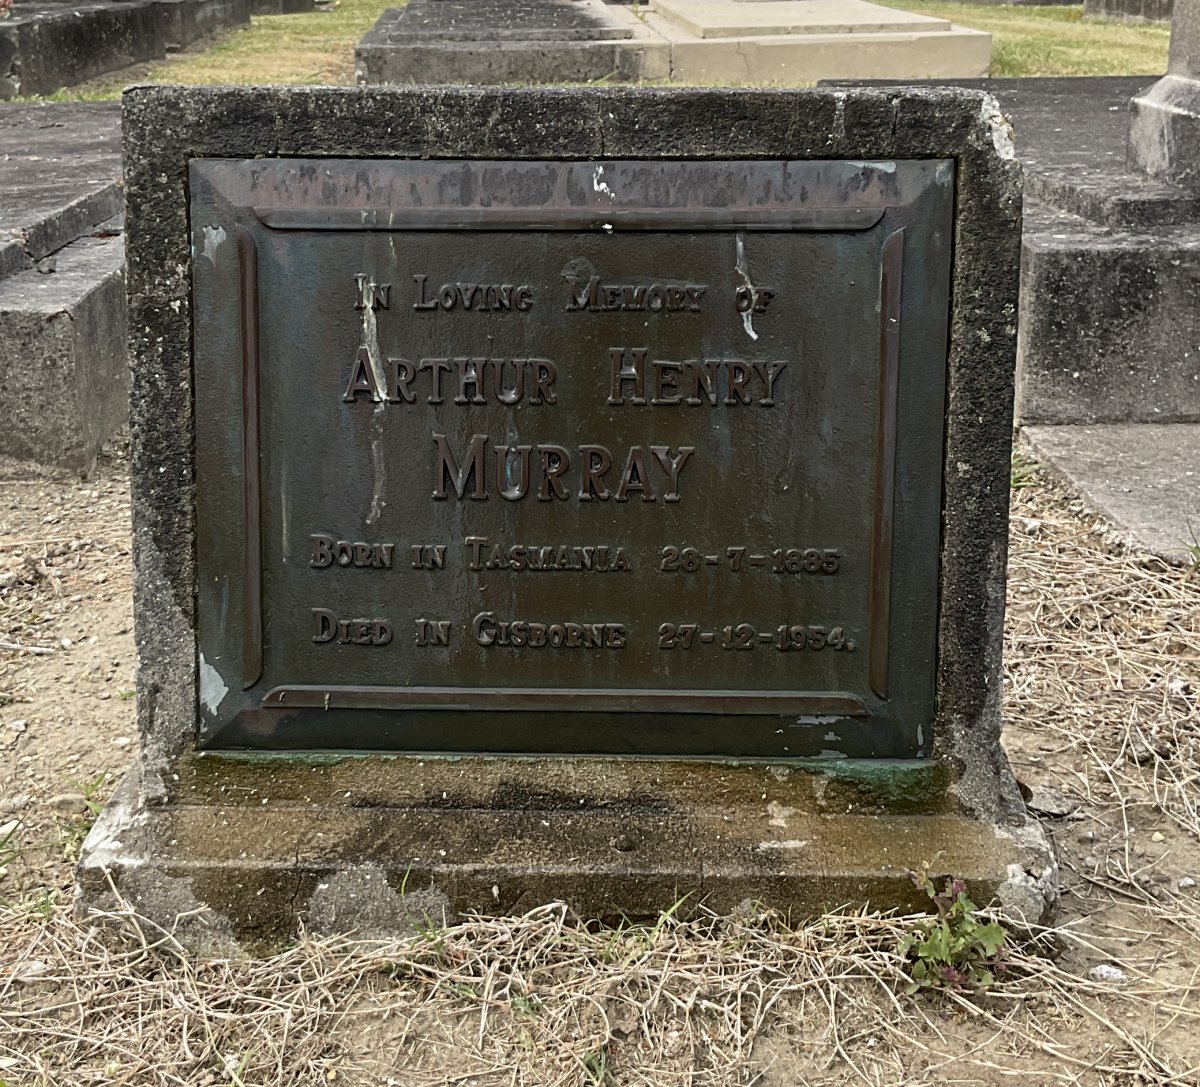 In Loving Memory of
Arthur Henry
Murray
Born in Tasmania 28-7-1885
Died in Gisborne 27-12-1954.